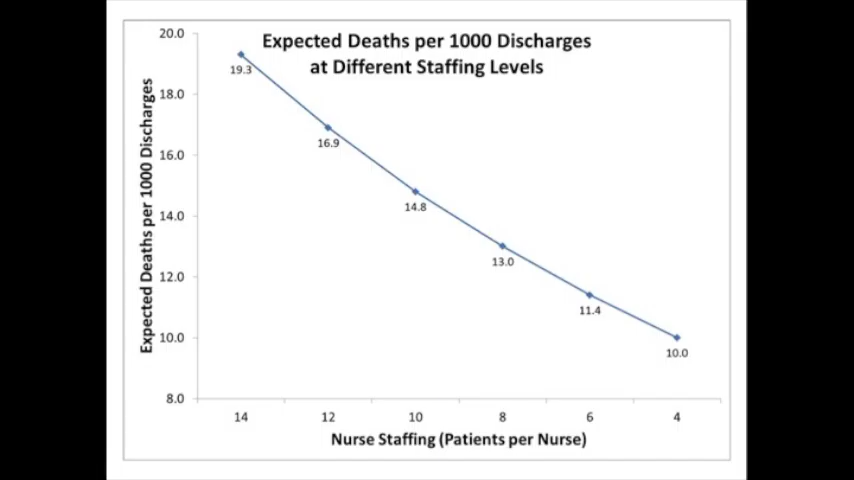 Expected Deaths per 1000 Discharges
at Different Staffing Levels
Expected Deaths per 1000 Discharges
20.0
18.0
16.0
14.0
12.0
10.0
8.0
19.3
16.9
14.8
13.0
11.4
10.0
14 12 10 8 6 4
Nurse Staffing (Patients per Nurse)